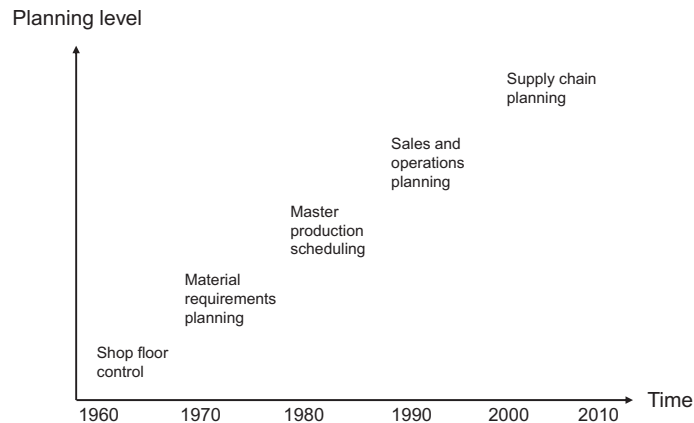 Planning level
Supply chain
planning
Sales and
operations
planning
Master
production
scheduling
Material
requirements
planning
Shop floor
control
Time
1960 1970 1980 1990 2000 2010